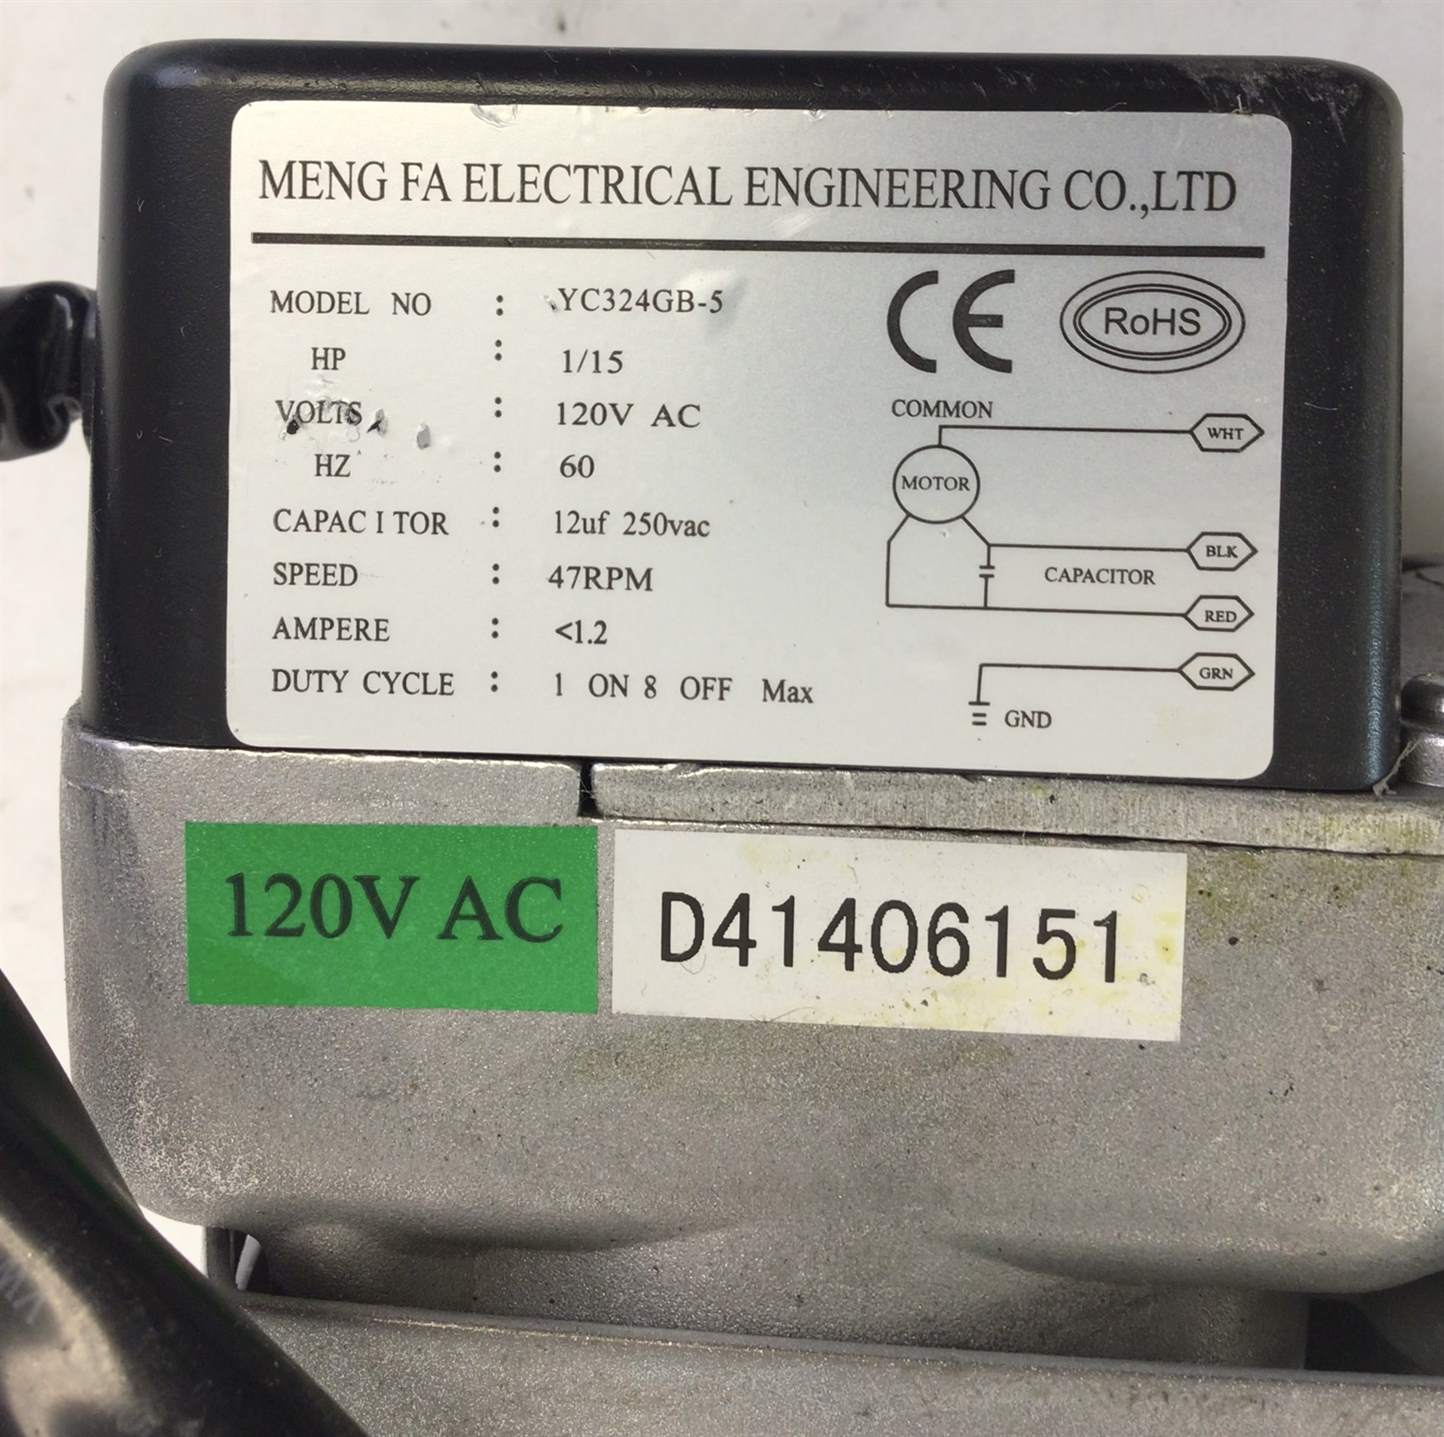 MENG FA ELECTRICAL ENGINEERING CO.,LTD
MODEL NO : YC324GB-5
HP : 1/15
VOLTS : 120V AC
HZ : 60
CAPACITOR : 12uf 250vac
SPEED : 47RPM
AMPERE : <1.2
DUTY CYCLE : 1 ON 8 OFF Max
CE RoHS
COMMON
WHT
MOTOR
BLK
CAPACITOR
RED
GRN
GND
120V AC
D41406151